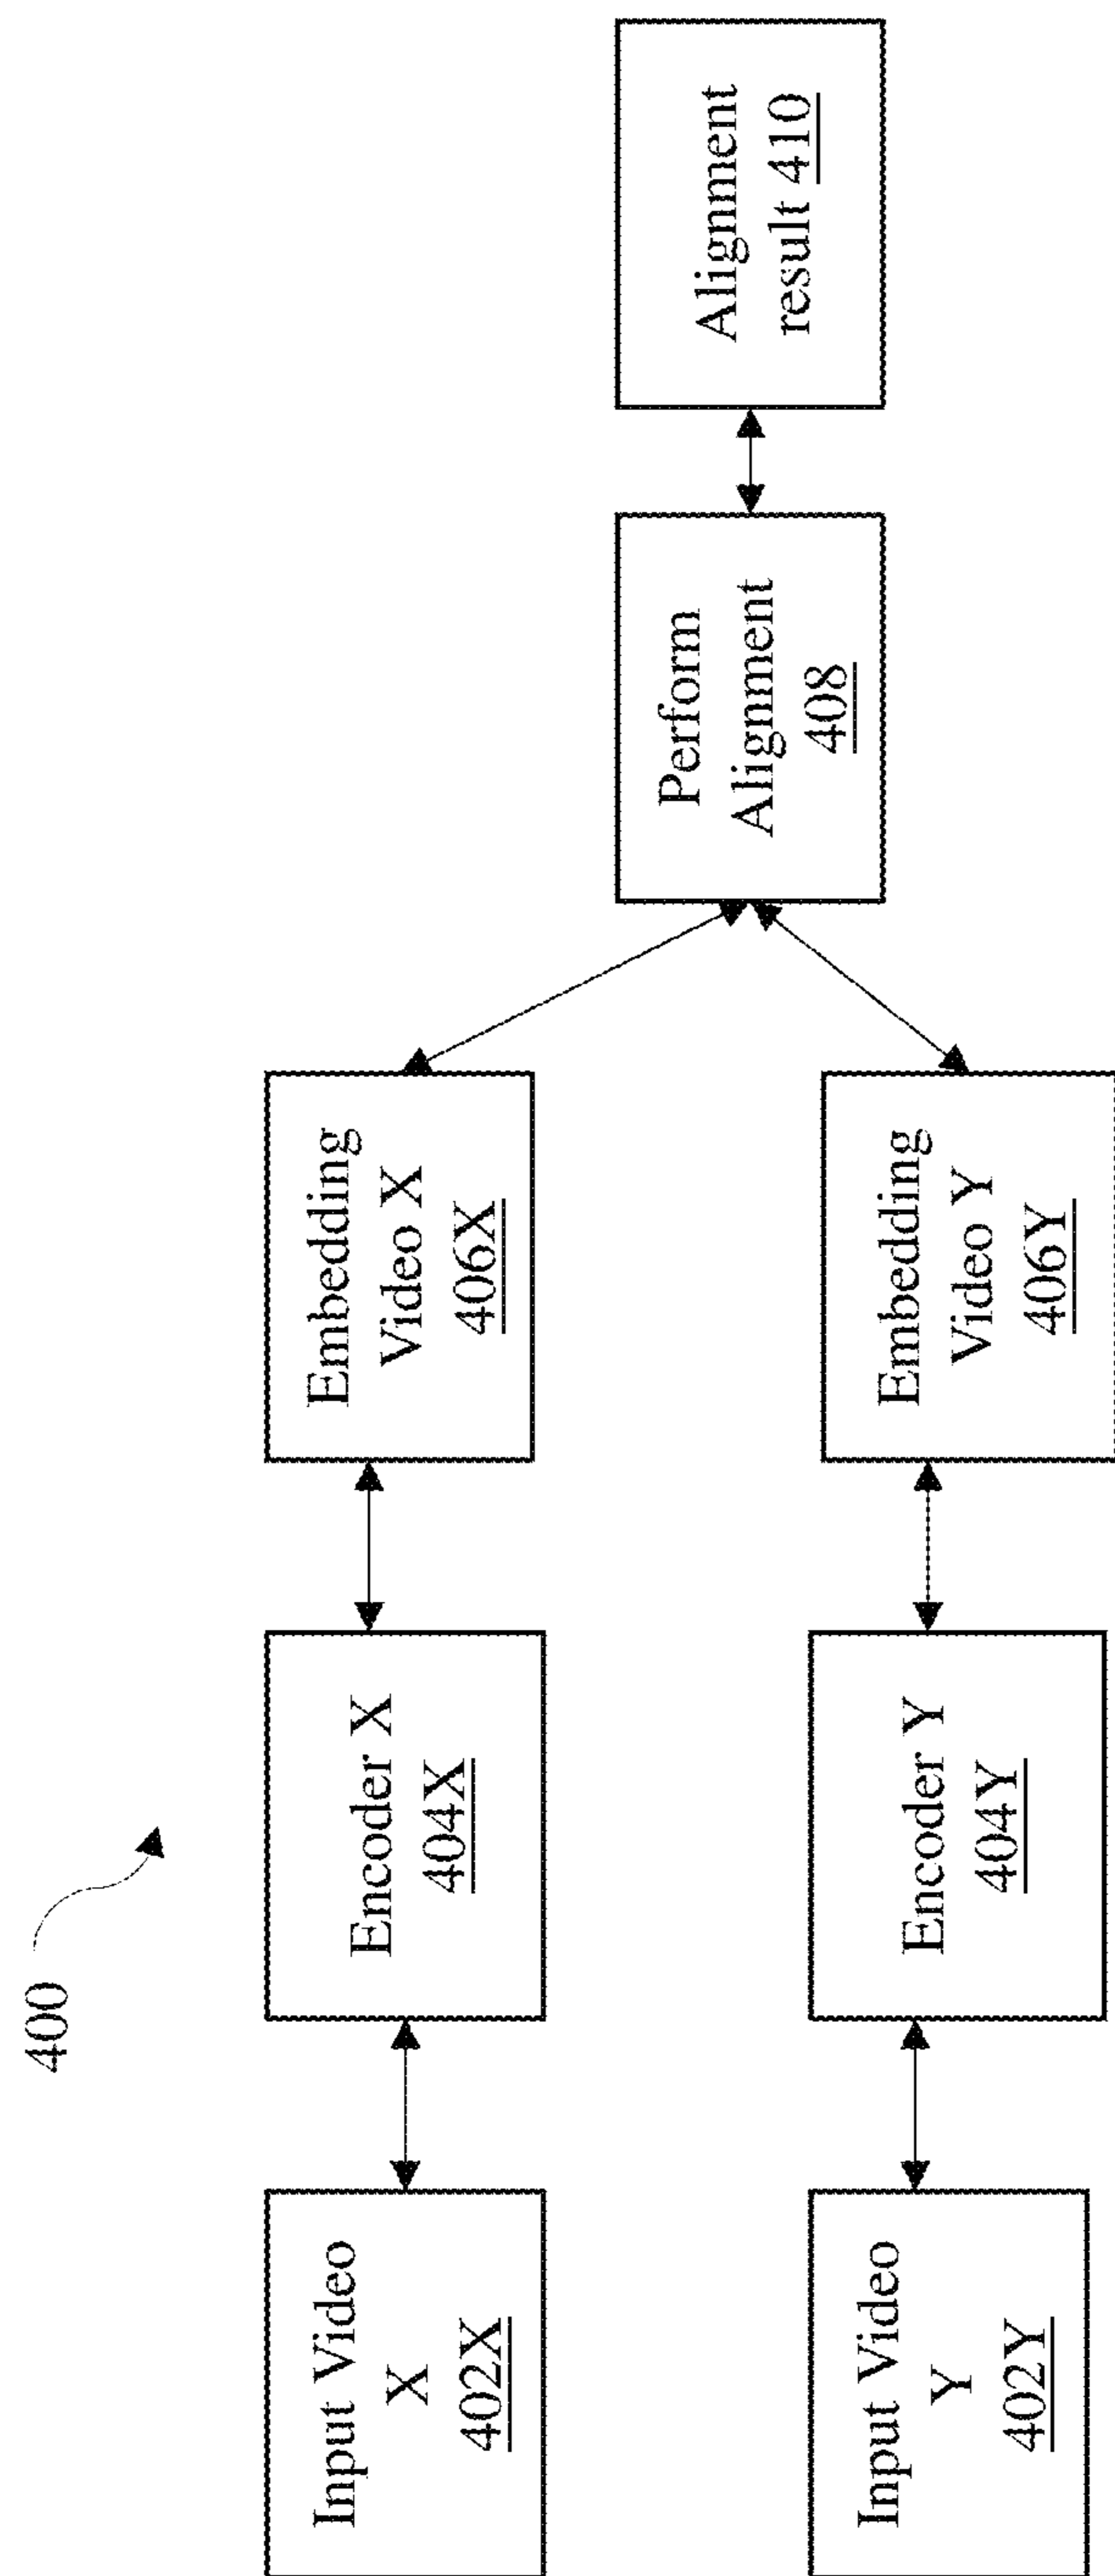 400
Input Video
X
402X
Encoder X
404X
Embedding
Video X
406X
Input Video
Y
402Y
Encoder Y
404Y
Embedding
Video Y
406Y
Perform
Alignment
408
Alignment
result 410